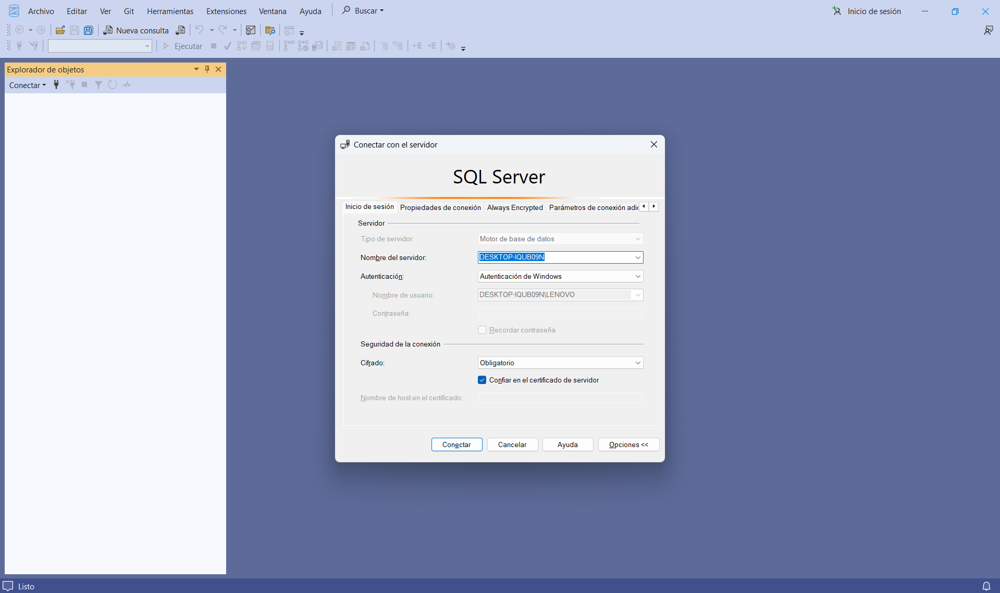 Archivo Editar Ver Git Herramientas Extensiones Ventana Ayuda Buscar Inicio de sesión
Nueva consulta
Ejecutar
Explorador de objetos
Conectar
Conectar con el servidor
SQL Server
Inicio de sesión Propiedades de conexión Always Encrypted Parámetros de conexión adic
Servidor
Tipo de servidor: Motor de base de datos
Nombre del servidor: DESKTOP-IQUB09N
Autenticación: Autenticación de Windows
Nombre de usuario: DESKTOP-IQUB09N\LENOVO
Contraseña:
Recordar contraseña
Seguridad de la conexión
Cifrado: Obligatorio
Confiar en el certificado de servidor
Nombre de host en el certificado:
Conectar Cancelar Ayuda Opciones <<
Listo